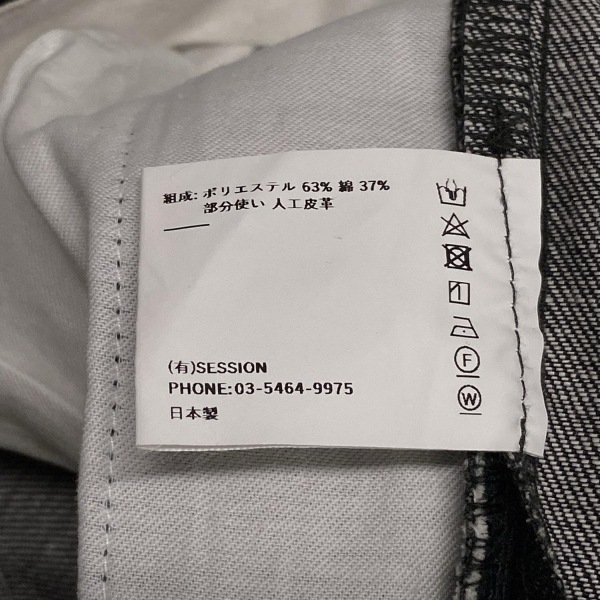 組成: ポリエステル 63% 綿 37%
部分使い 人工皮革
(有)SESSION
PHONE:03-5464-9975
日本製
F
W